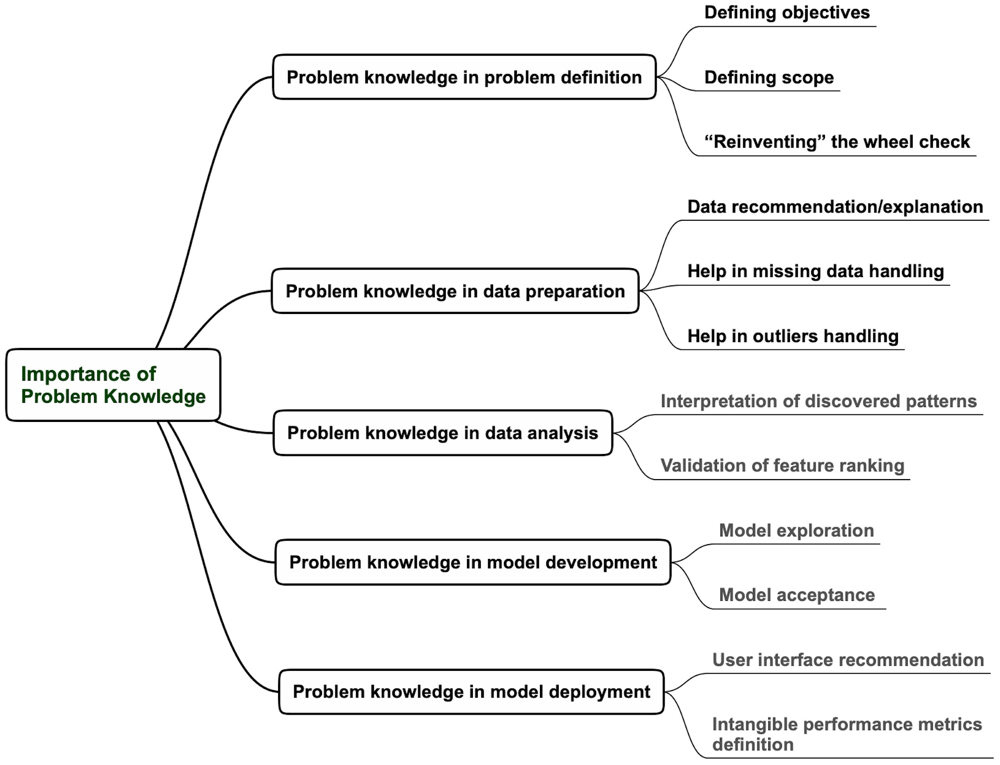 Importance of
Problem Knowledge
Problem knowledge in problem definition
Defining objectives
Defining scope
“Reinventing” the wheel check
Problem knowledge in data preparation
Data recommendation/explanation
Help in missing data handling
Help in outliers handling
Problem knowledge in data analysis
Interpretation of discovered patterns
Validation of feature ranking
Problem knowledge in model development
Model exploration
Model acceptance
Problem knowledge in model deployment
User interface recommendation
Intangible performance metrics
definition